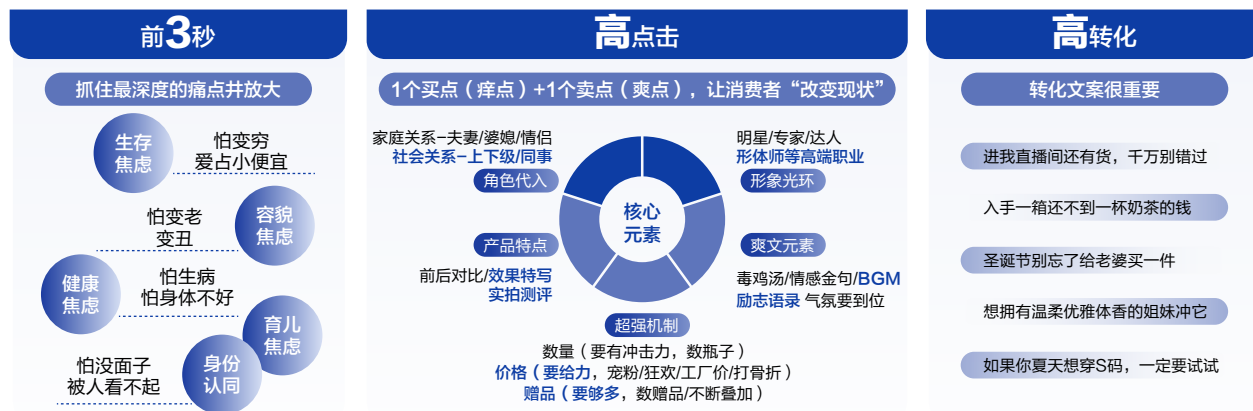 前3秒
抓住最深度的痛点并放大
生存
焦虑
怕变穷
爱占小便宜
怕变老
变丑
容貌
焦虑
健康
焦虑
怕生病
怕身体不好
育儿
焦虑
身份
认同
怕没面子
被人看不起
高点击
1个买点（痒点）+1个卖点（爽点），让消费者“改变现状”
家庭关系-夫妻/婆媳/情侣
社会关系-上下级/同事
角色代入
明星/专家/达人
形体师等高端职业
形象光环
核心
元素
产品特点
前后对比/效果特写
实拍测评
爽文元素
毒鸡汤/情感金句/BGM
励志语录 气氛要到位
超强机制
数量（要有冲击力，数瓶子）
价格（要给力，宠粉/狂欢/工厂价/打骨折）
赠品（要够多，数赠品/不断叠加）
高转化
转化文案很重要
进我直播间还有货，千万别错过
入手一箱还不到一杯奶茶的钱
圣诞节别忘了给老婆买一件
想拥有温柔优雅体香的姐妹冲它
如果你夏天想穿S码，一定要试试